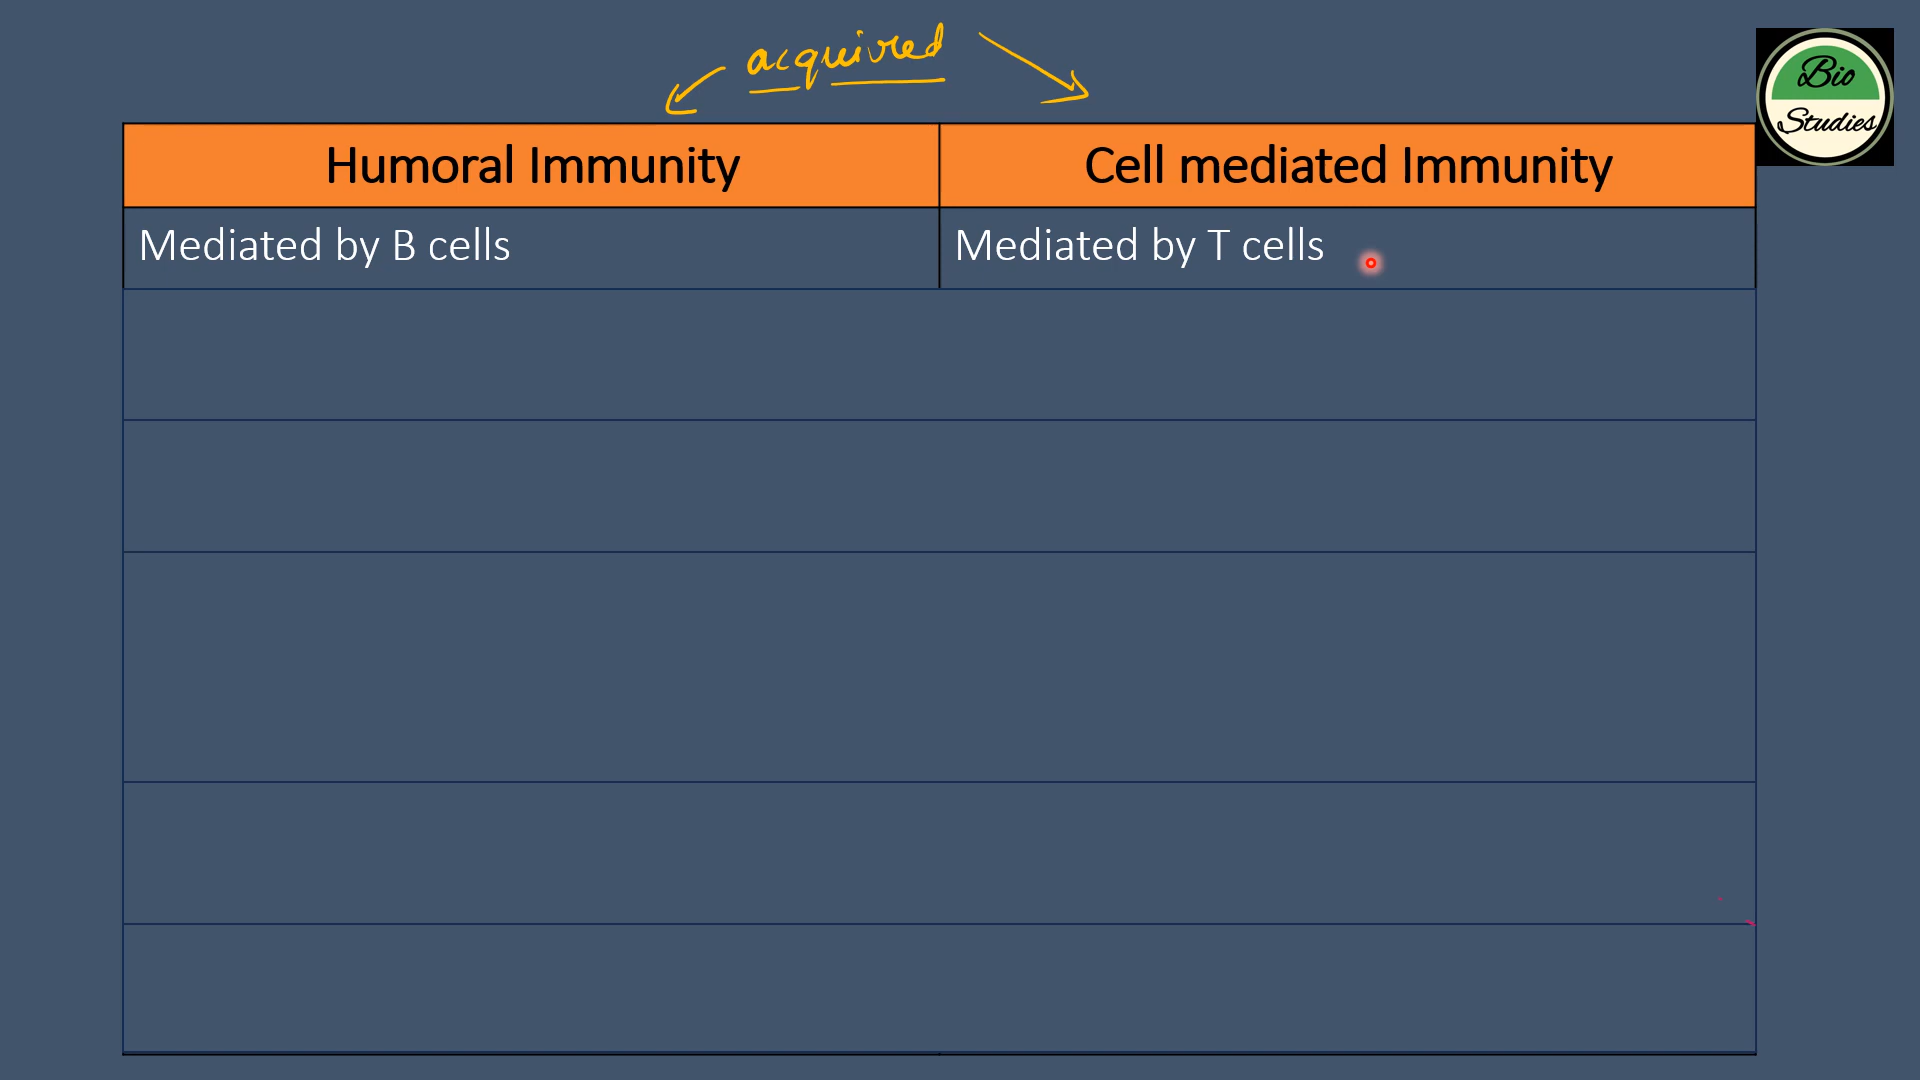 acquired
Bio
Studies
Humoral Immunity
Cell mediated Immunity
Mediated by B cells
Mediated by T cells